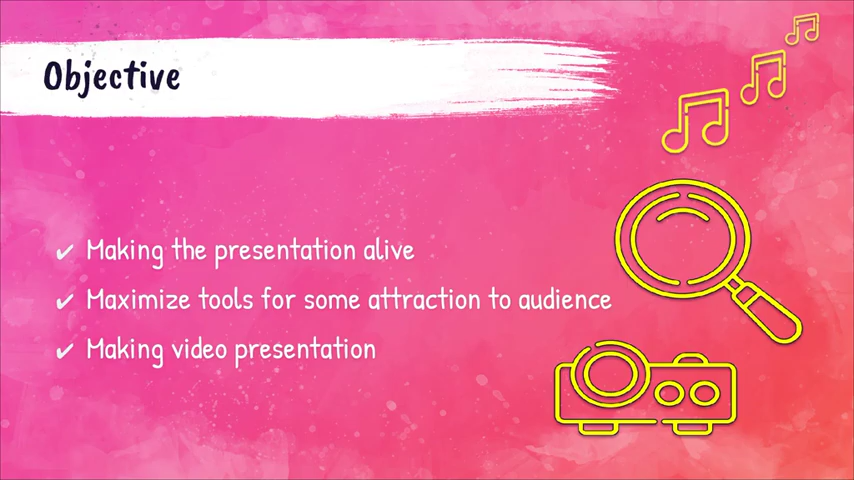 Objective
✔ Making the presentation alive
✔ Maximize tools for some attraction to audience
✔ Making video presentation